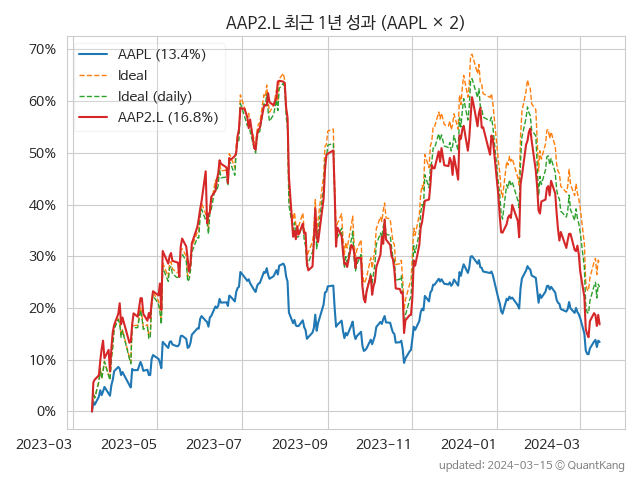 AAP2.L 최근 1년 성과 (AAPL × 2)
70%
60%
50%
40%
30%
20%
10%
0%
AAPL (13.4%)
Ideal
Ideal (daily)
AAP2.L (16.8%)
2023-03 2023-05 2023-07 2023-09 2023-11 2024-01 2024-03
updated: 2024-03-15 © QuantKang